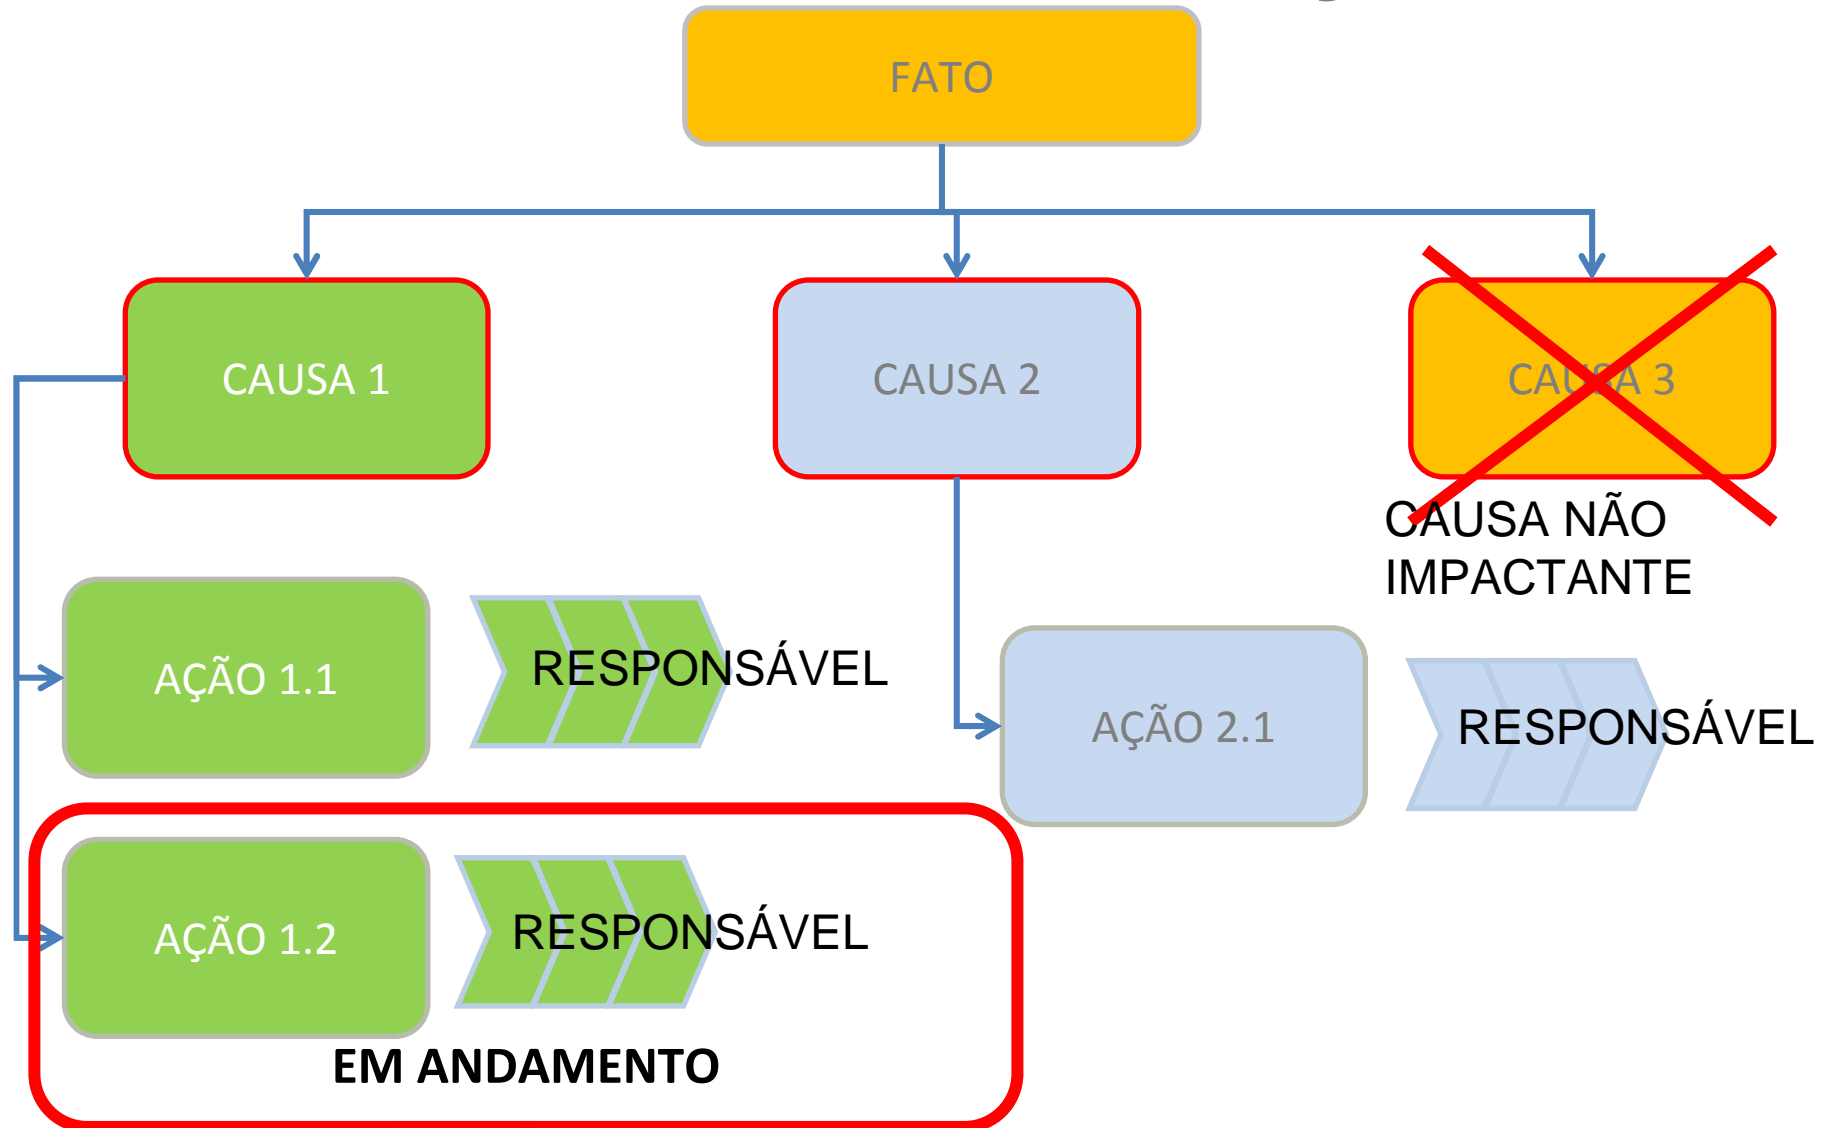 FATO
CAUSA 1
CAUSA 2
CAUSA 3
CAUSA NÃO
IMPACTANTE
AÇÃO 1.1
RESPONSÁVEL
AÇÃO 2.1
RESPONSÁVEL
AÇÃO 1.2
RESPONSÁVEL
EM ANDAMENTO